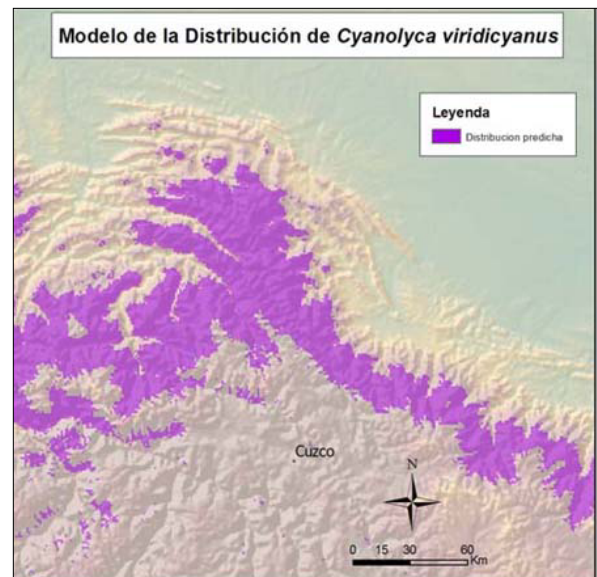 Modelo de la Distribución de Cyanolyca viridicyanus
Leyenda
Distribucion predicha
Cuzco
N
0 15 30 60
Km